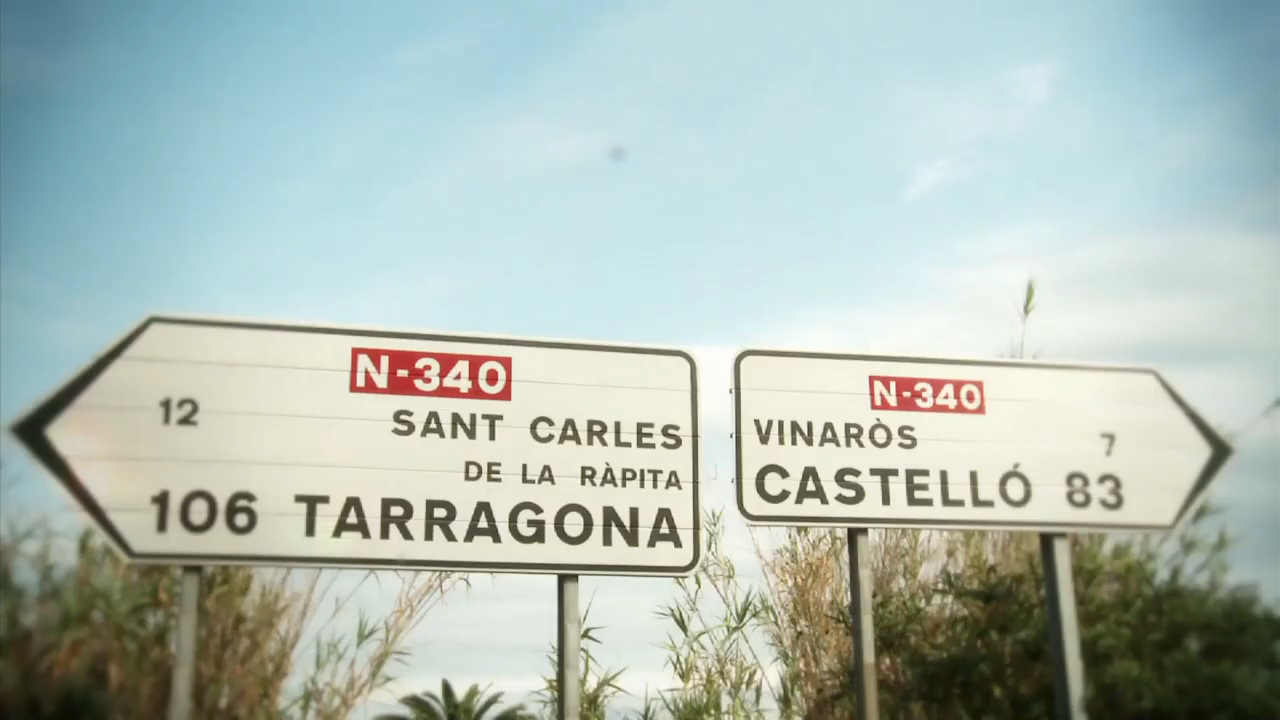 N-340
12 SANT CARLES
DE LA RÀPITA
106 TARRAGONA
N-340
VINARÒS 7
CASTELLÓ 83